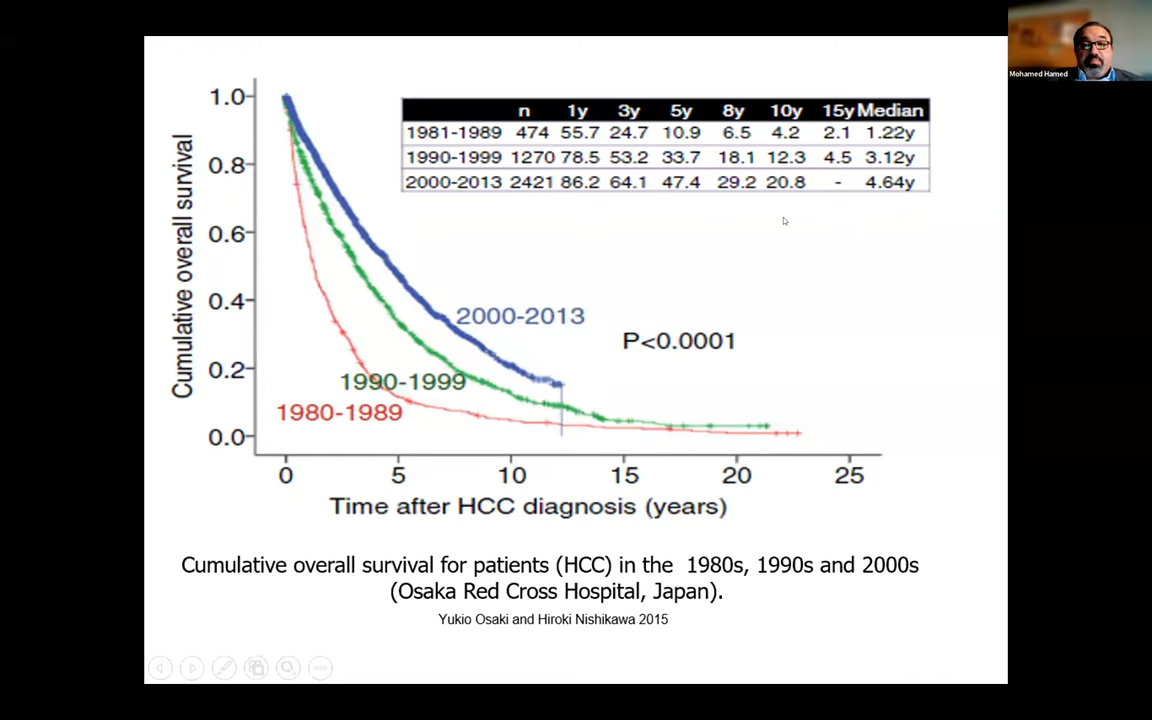 Mohamed Hamed
n 1y 3y 5y 8y 10y 15y Median
1981-1989 474 55.7 24.7 10.9 6.5 4.2 2.1 1.22y
1990-1999 1270 78.5 53.2 33.7 18.1 12.3 4.5 3.12y
2000-2013 2421 86.2 64.1 47.4 29.2 20.8 - 4.64y
Cumulative overall survival
1.0
0.8
0.6
0.4
0.2
0.0
2000-2013
P<0.0001
1990-1999
1980-1989
0 5 10 15 20 25
Time after HCC diagnosis (years)
Cumulative overall survival for patients (HCC) in the 1980s, 1990s and 2000s
(Osaka Red Cross Hospital, Japan).
Yukio Osaki and Hiroki Nishikawa 2015